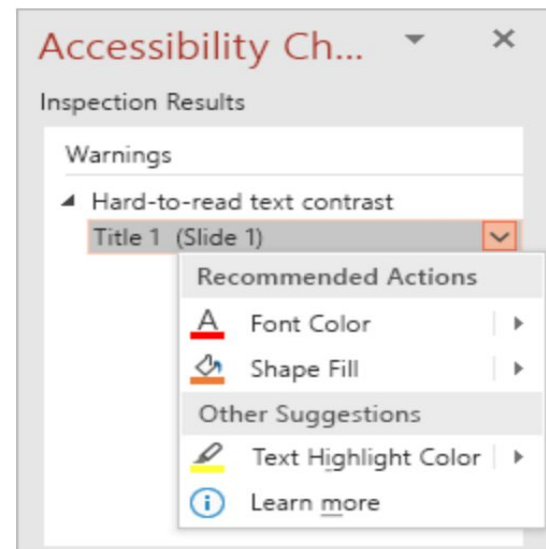 Accessibility Ch...
Inspection Results
Warnings
Hard-to-read text contrast
Title 1 (Slide 1)
Recommended Actions
Font Color
Shape Fill
Other Suggestions
Text Highlight Color
Learn more